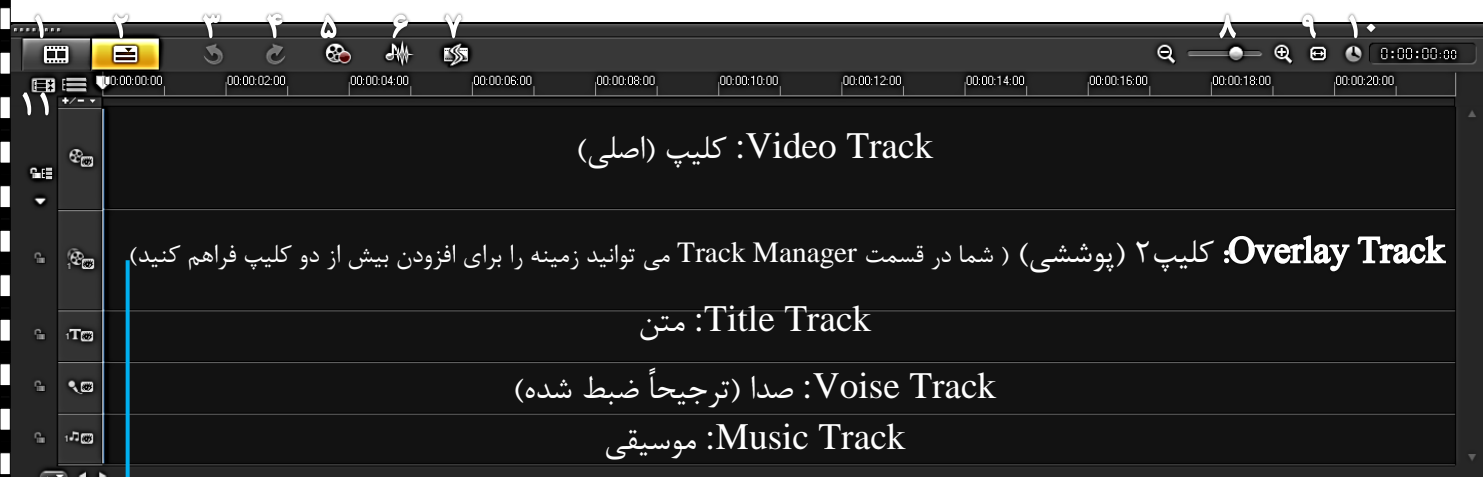 ۱ ۲ ۳ ۴ ۵ ۶ ۷ ۸ ۹ ۱۰
0:00:00:00
00:00:00:00 00:00:02:00 00:00:04:00 00:00:06:00 00:00:08:00 00:00:10:00 00:00:12:00 00:00:14:00 00:00:16:00 00:00:18:00 00:00:20:00
۱۱
+/-
Video Track: کلیپ (اصلی)
Overlay Track: کلیپ۲ (پوششی) ( شما در قسمت Track Manager می توانید زمینه را برای افزودن بیش از دو کلیپ فراهم کنید)
1
Title Track: متن
1T
Voise Track: صدا (ترجیحاً ضبط شده)
Music Track: موسیقی
1